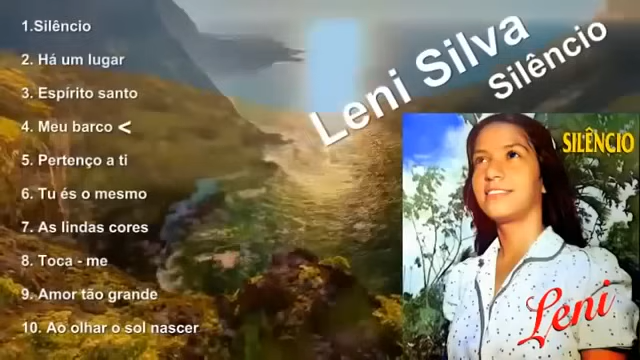 1.Silêncio
2. Há um lugar
3. Espírito santo
4. Meu barco <
5. Pertenço a ti
6. Tu és o mesmo
7. As lindas cores
8. Toca - me
9. Amor tão grande
10. Ao olhar o sol nascer
Leni Silva
Silêncio
SILÊNCIO
Leni